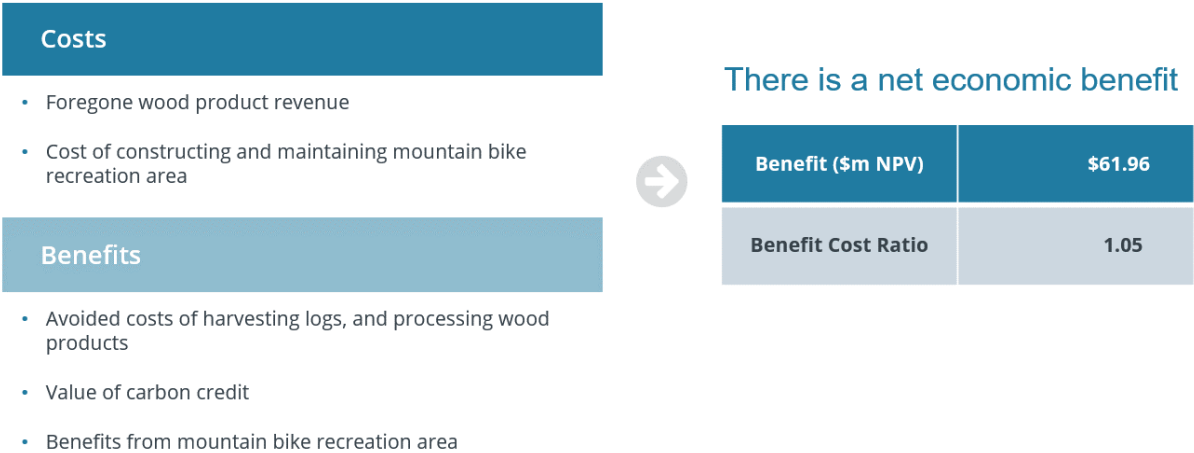 Costs
• Foregone wood product revenue
• Cost of constructing and maintaining mountain bike
recreation area
Benefits
• Avoided costs of harvesting logs, and processing wood
products
• Value of carbon credit
• Benefits from mountain bike recreation area
There is a net economic benefit
Benefit ($m NPV) $61.96
Benefit Cost Ratio 1.05